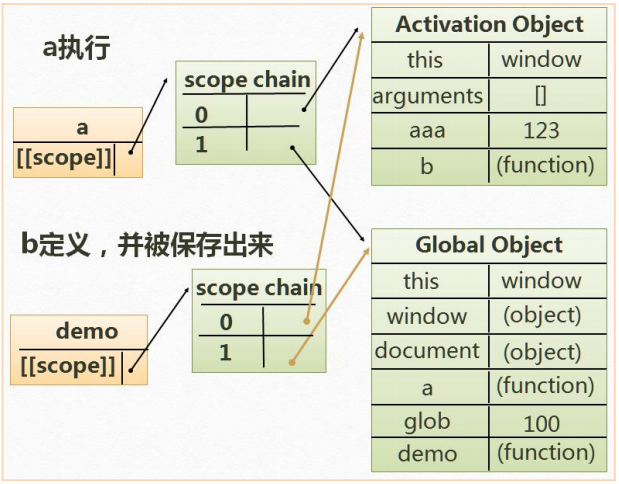 a执行
a
[[scope]]
scope chain
0
1
Activation Object
this window
arguments []
aaa 123
b (function)
b定义，并被保存出来
demo
[[scope]]
scope chain
0
1
Global Object
this window
window (object)
document (object)
a (function)
glob 100
demo (function)